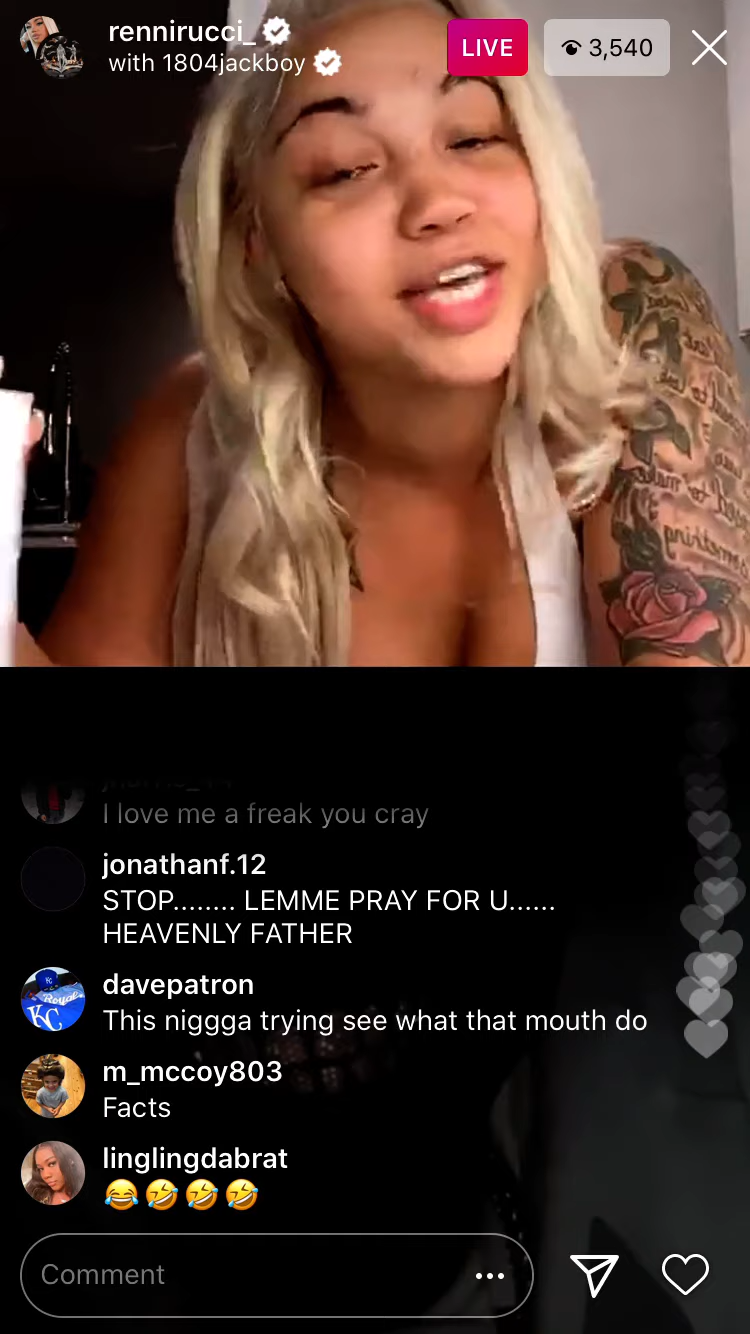 rennirucci_
LIVE
3,540
with 1804jackboy
I love me a freak you cray
jonathanf.12
STOP........ LEMME PRAY FOR U......
HEAVENLY FATHER
davepatron
This niggga trying see what that mouth do
m_mccoy803
Facts
linglingdabrat
😂🤣🤣🤣
Comment